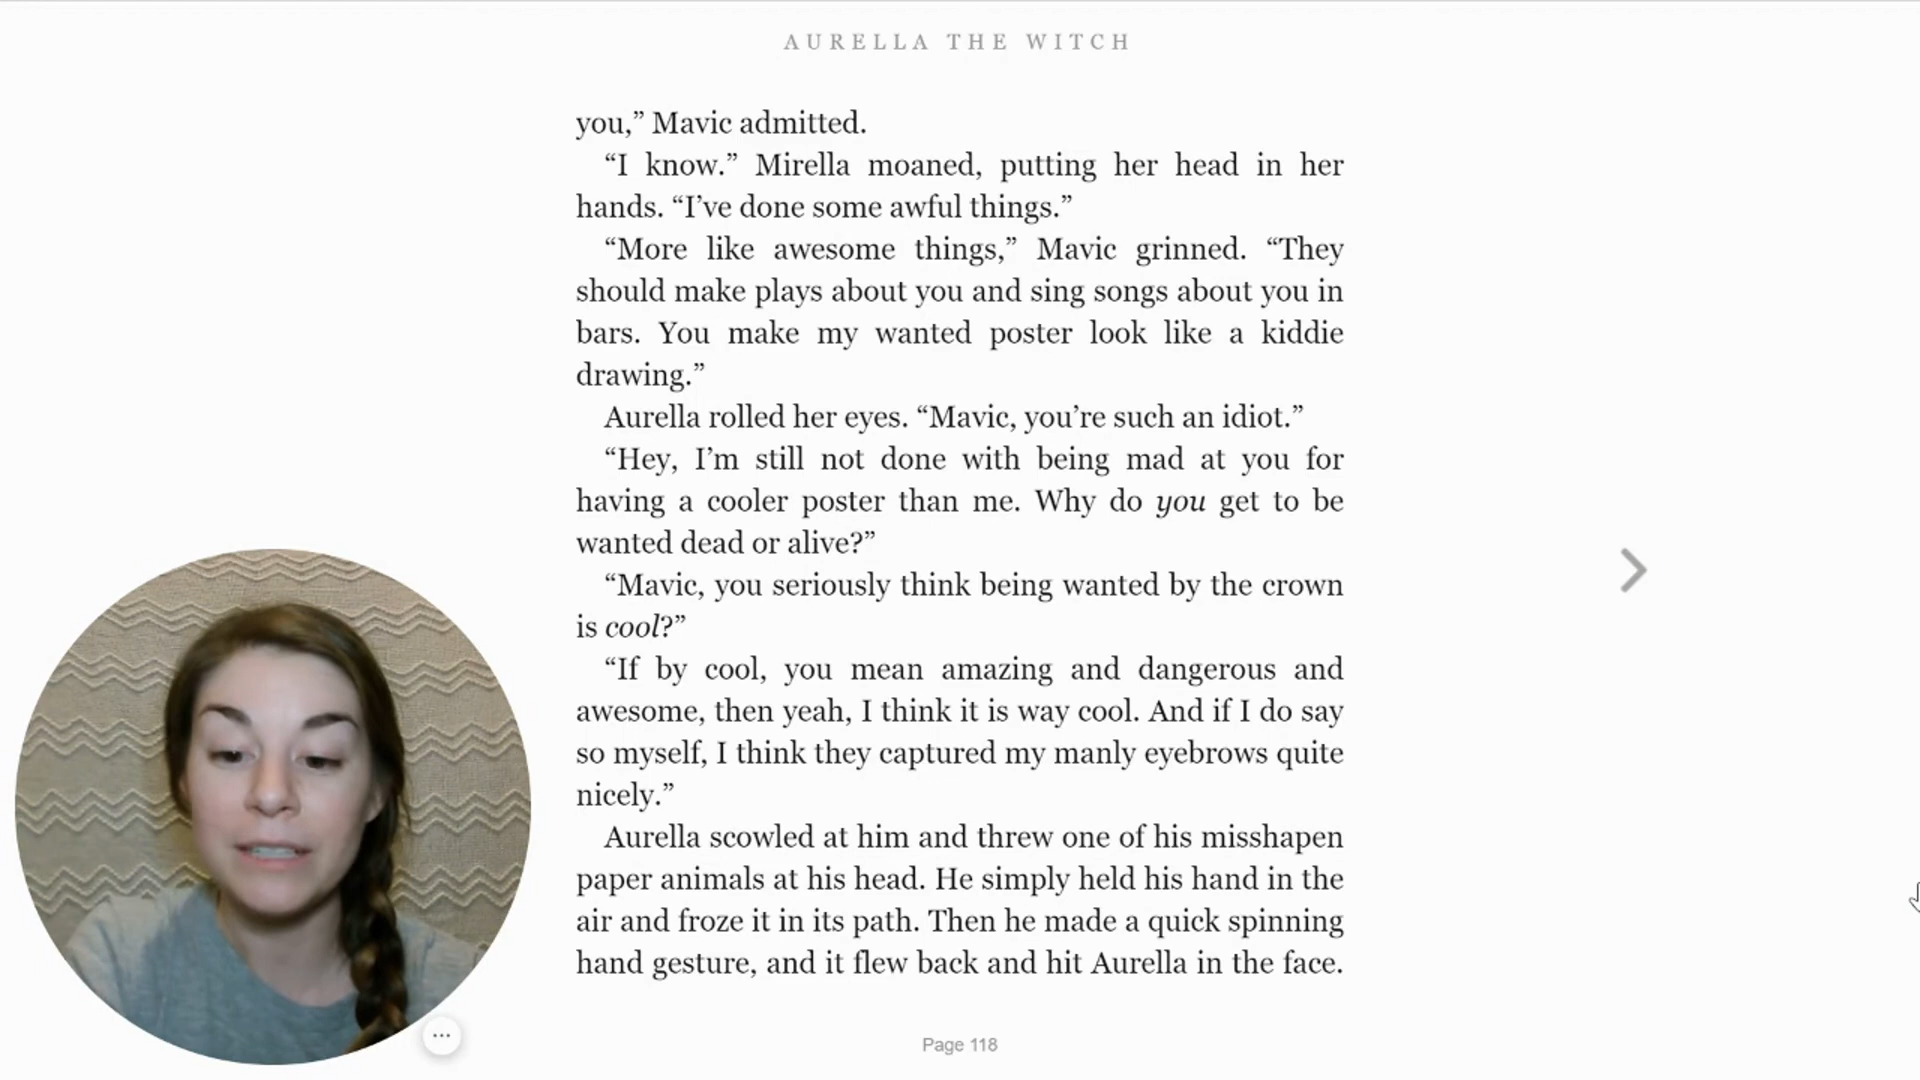 AURELLA THE WITCH
you,” Mavic admitted.
“I know.” Mirella moaned, putting her head in her
hands. “I’ve done some awful things.”
“More like awesome things,” Mavic grinned. “They
should make plays about you and sing songs about you in
bars. You make my wanted poster look like a kiddie
drawing.”
Aurella rolled her eyes. “Mavic, you’re such an idiot.”
“Hey, I’m still not done with being mad at you for
having a cooler poster than me. Why do you get to be
wanted dead or alive?”
“Mavic, you seriously think being wanted by the crown
is cool?”
“If by cool, you mean amazing and dangerous and
awesome, then yeah, I think it is way cool. And if I do say
so myself, I think they captured my manly eyebrows quite
nicely.”
Aurella scowled at him and threw one of his misshapen
paper animals at his head. He simply held his hand in the
air and froze it in its path. Then he made a quick spinning
hand gesture, and it flew back and hit Aurella in the face.
Page 118